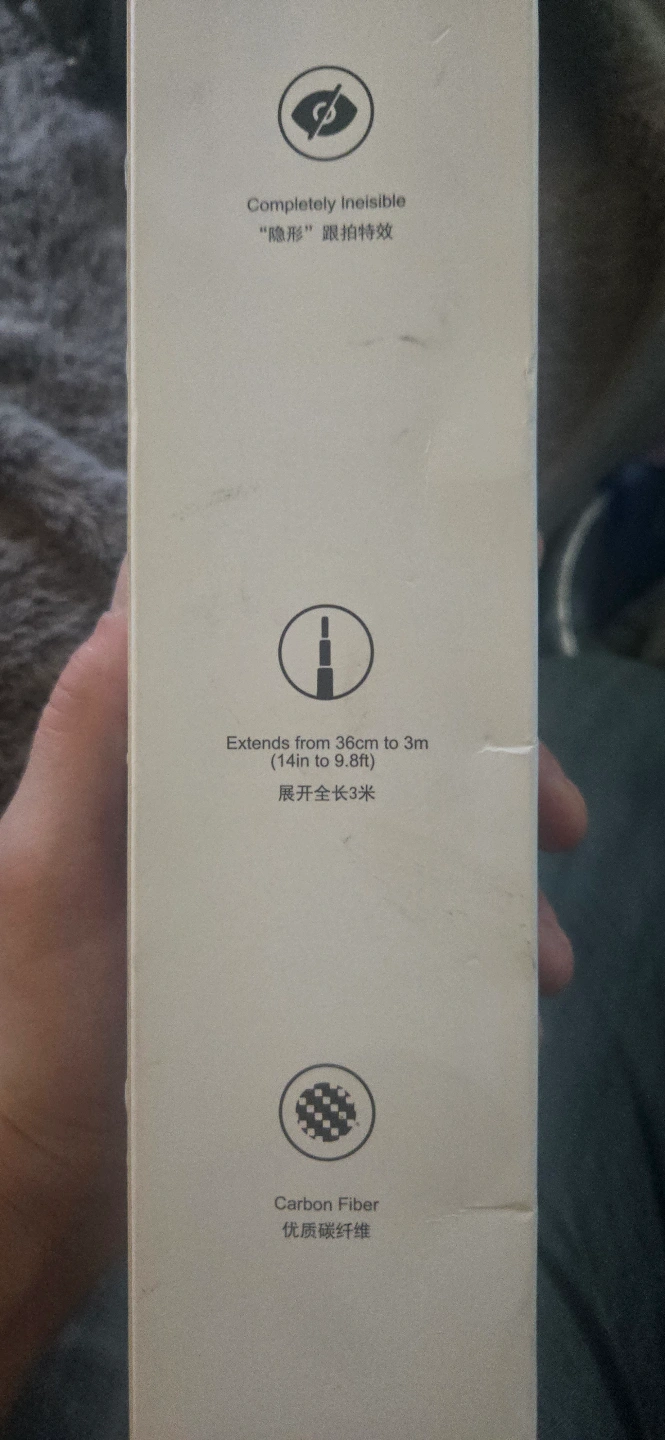 Completely Ineisible
“隐形”跟拍特效
Extends from 36cm to 3m
(14in to 9.8ft)
展开全长3米
Carbon Fiber
优质碳纤维